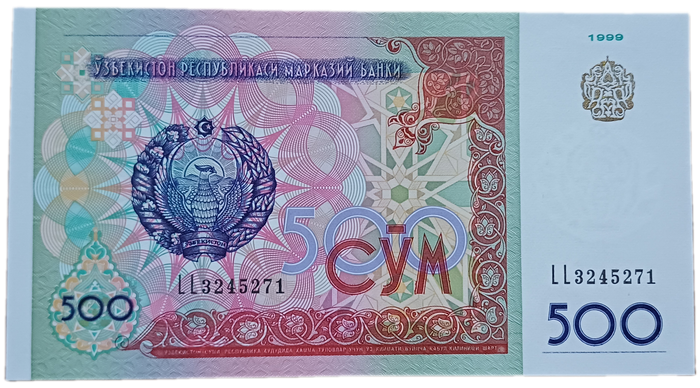 1999
ЎЗБЕКИСТОН РЕСПУБЛИКАСИ МАРКАЗИЙ БАНКИ
500
СЎМ
LL3245271
LL3245271
500
500